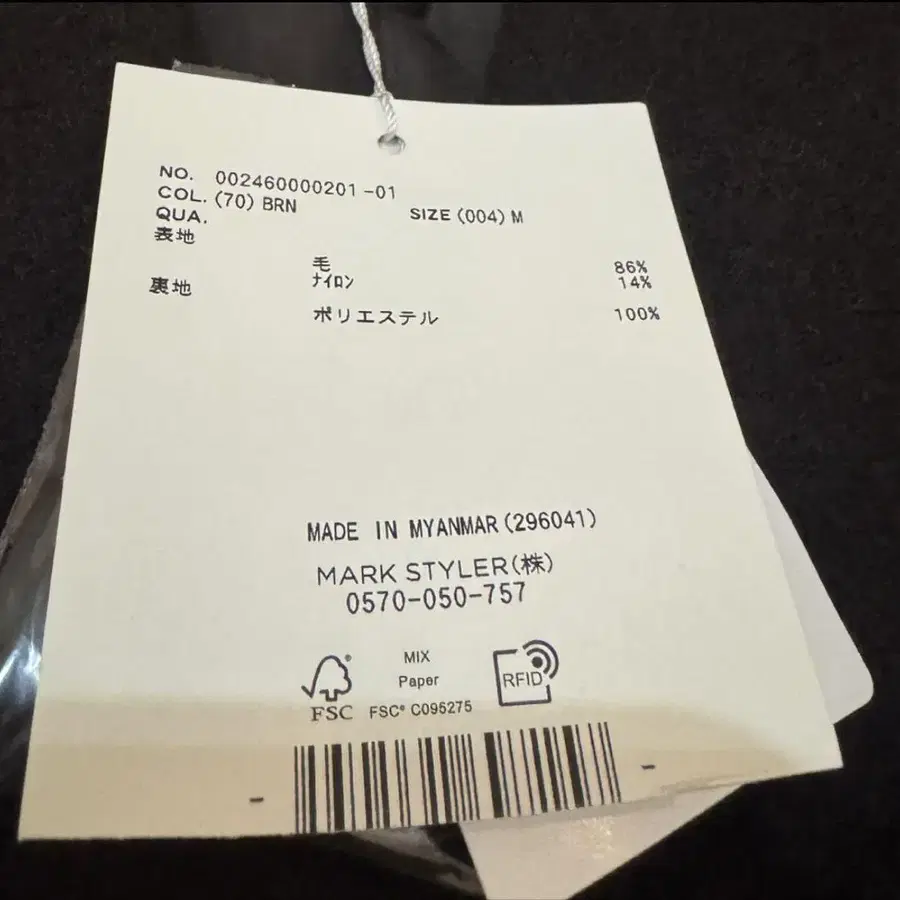 NO. 002460000201-01
COL. (70) BRN
SIZE (004) M
QUA.
表地
毛 86%
ナイロン 14%
裏地
ポリエステル 100%
MADE IN MYANMAR (296041)
MARK STYLER(株)
0570-050-757
MIX
Paper
FSC® C095275
FSC
RFID